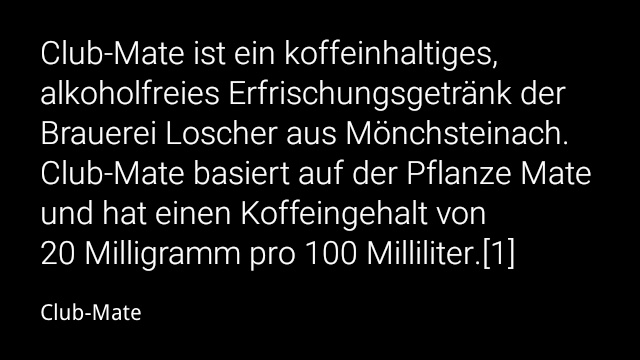 Club-Mate ist ein koffeinhaltiges,
alkoholfreies Erfrischungsgetränk der
Brauerei Loscher aus Mönchsteinach.
Club-Mate basiert auf der Pflanze Mate
und hat einen Koffeingehalt von
20 Milligramm pro 100 Milliliter.[1]
Club-Mate